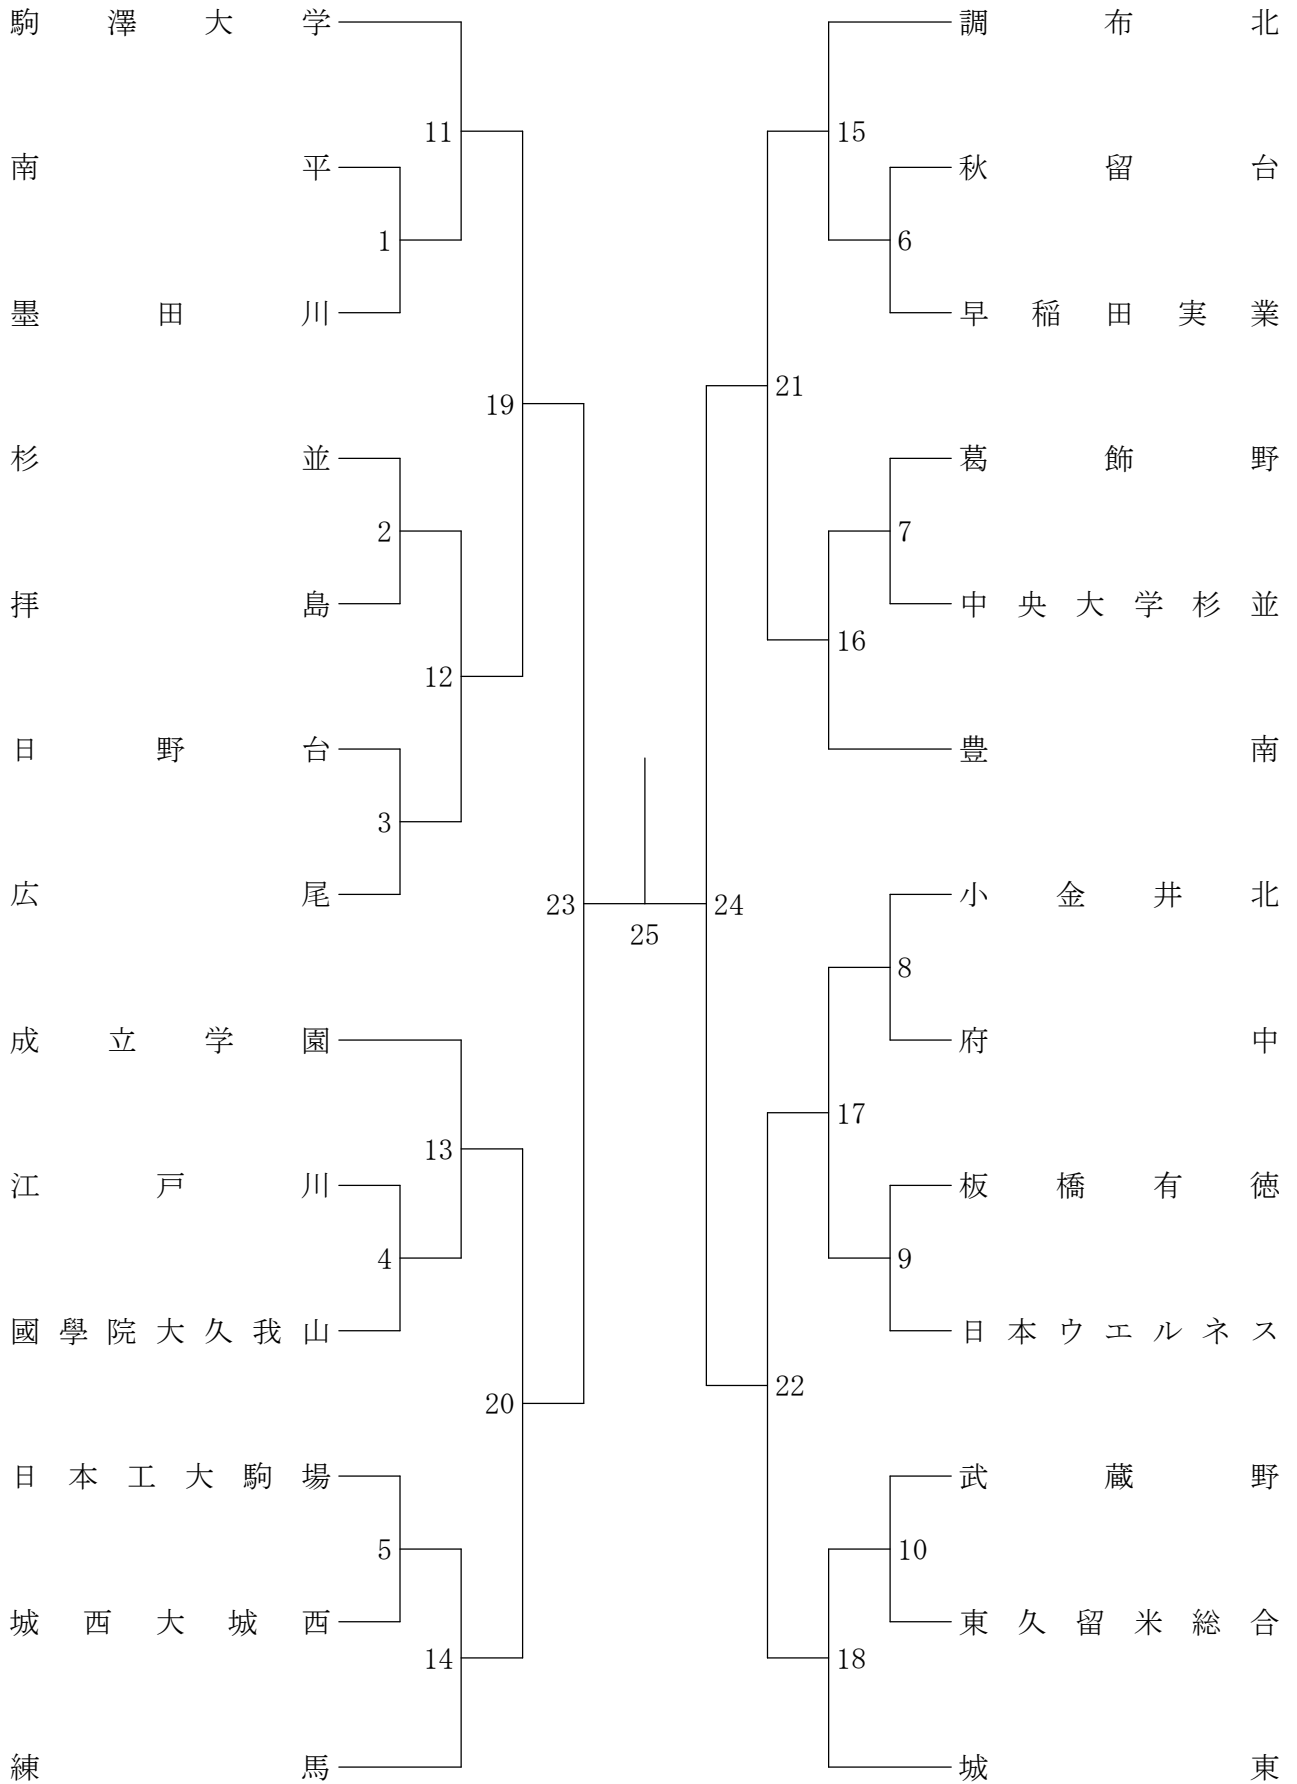 駒澤大学
調布北
11
15
南平
秋留台
1
6
墨田川
早稲田実業
21
19
杉並
葛飾野
2
7
拝島
中央大学杉並
16
12
日野台
豊南
3
広尾
小金井北
23
24
25
8
成立学園
府中
17
13
江戸川
板橋有徳
4
9
國學院大久我山
日本ウエルネス
22
20
日本工大駒場
武蔵野
5
10
城西大城西
東久留米総合
14
18
練馬
城東